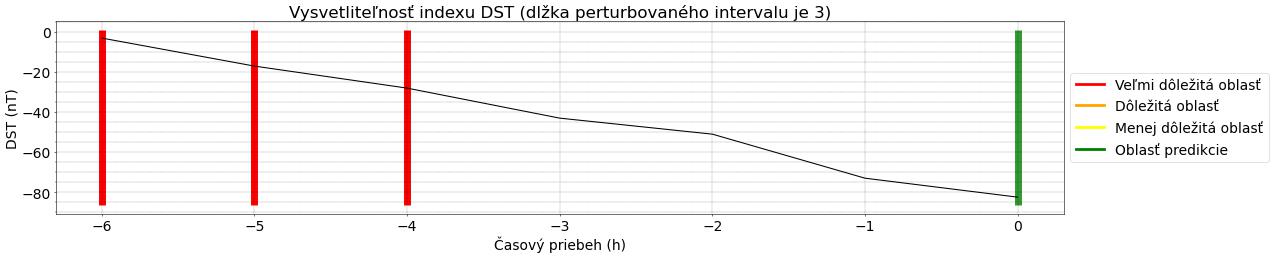 Vysvetliteľnosť indexu DST (dlžka perturbovaného intervalu je 3)
0
−20
−40
−60
−80
DST (nT)
−6
−5
−4
−3
−2
−1
0
Časový priebeh (h)
Veľmi dôležitá oblasť
Dôležitá oblasť
Menej dôležitá oblasť
Oblasť predikcie